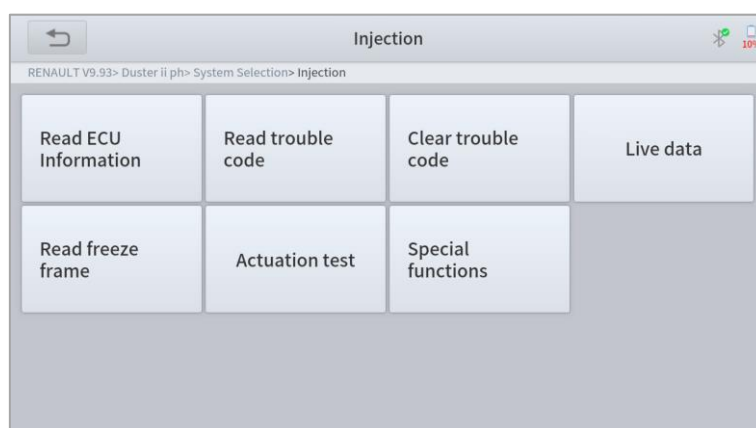 Injection
10%
RENAULT V9.93> Duster ii ph> System Selection> Injection
Read ECU
Information
Read trouble
code
Clear trouble
code
Live data
Read freeze
frame
Actuation test
Special
functions